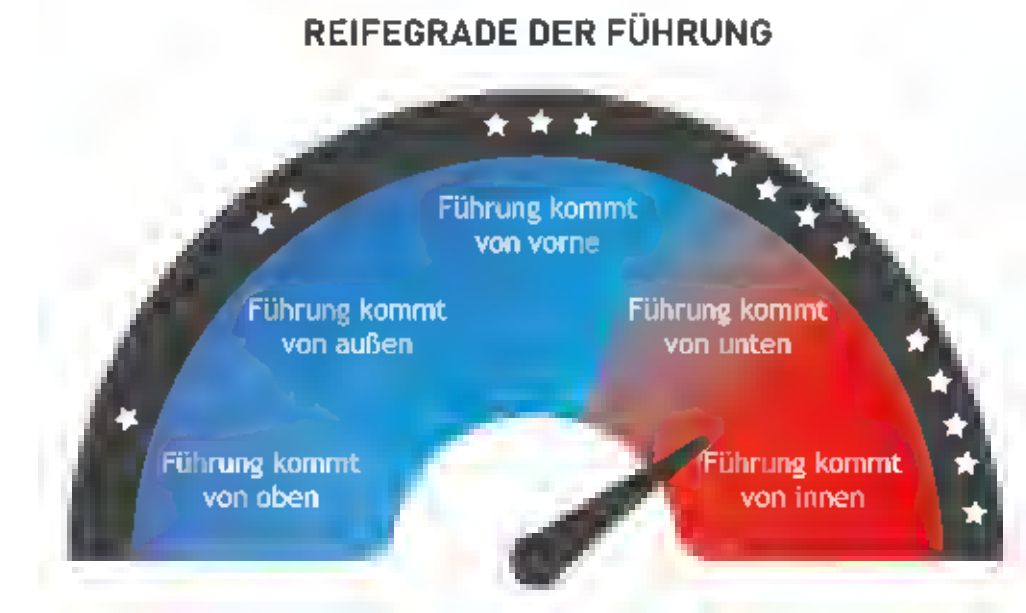 REIFEGRADE DER FÜHRUNG
Führung kommt
von vorne
Führung kommt
von außen
Führung kommt
von unten
Führung kommt
von oben
Führung kommt
von innen